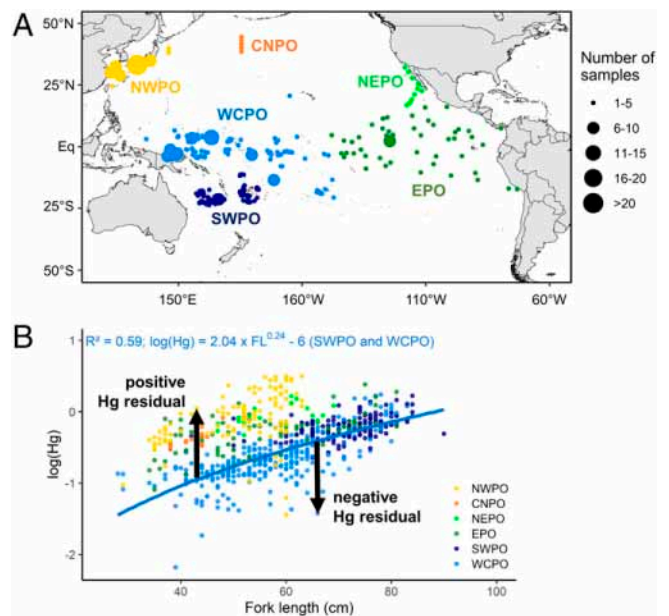 A
50°N
25°N
Eq
25°S
50°S
150°E
160°W
110°W
60°W
CNPO
NWPO
NEPO
WCPO
EPO
SWPO
Number of
samples
1-5
6-10
11-15
16-20
>20
B
R² = 0.59; log(Hg) = 2.04 x FL^0.24 - 6 (SWPO and WCPO)
positive
Hg residual
negative
Hg residual
log(Hg)
1
0
-1
-2
40
60
80
100
Fork length (cm)
NWPO
CNPO
NEPO
EPO
SWPO
WCPO